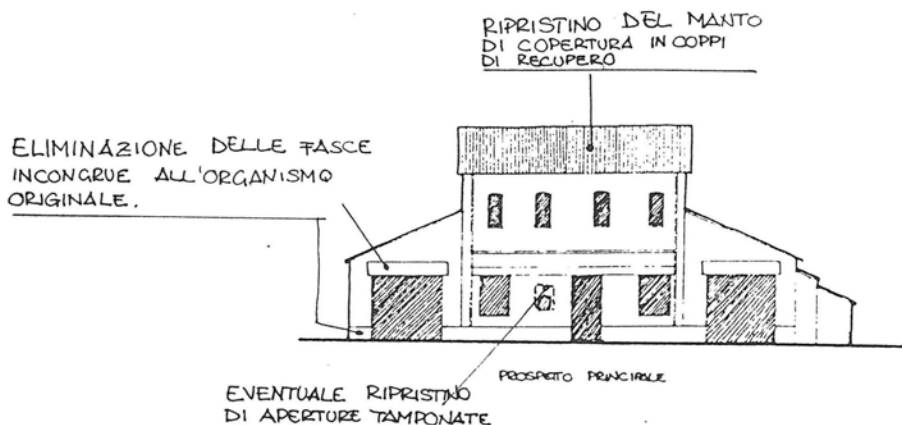 RIPRISTINO DEL MANTO
DI COPERTURA IN COPPI
DI RECUPERO
ELIMINAZIONE DELLE FASCE
INCONGRUE ALL'ORGANISMO
ORIGINALE.
PROSPETTO PRINCIPALE
EVENTUALE RIPRISTINO
DI APERTURE TAMPONATE